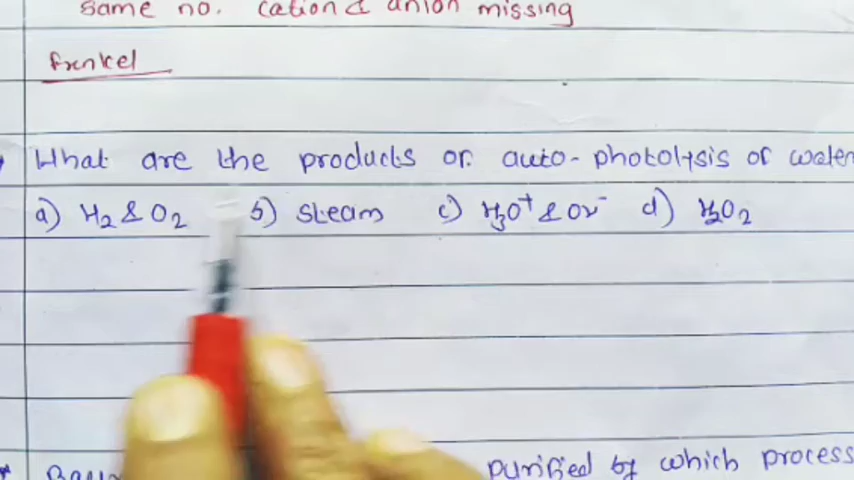 same no. cation & anion missing
frenkel
What are the products or auto-photolysis of water
a) H₂ & O₂ b) steam c) H₃O⁺ & OH⁻ d) H₂O₂
purified by which process